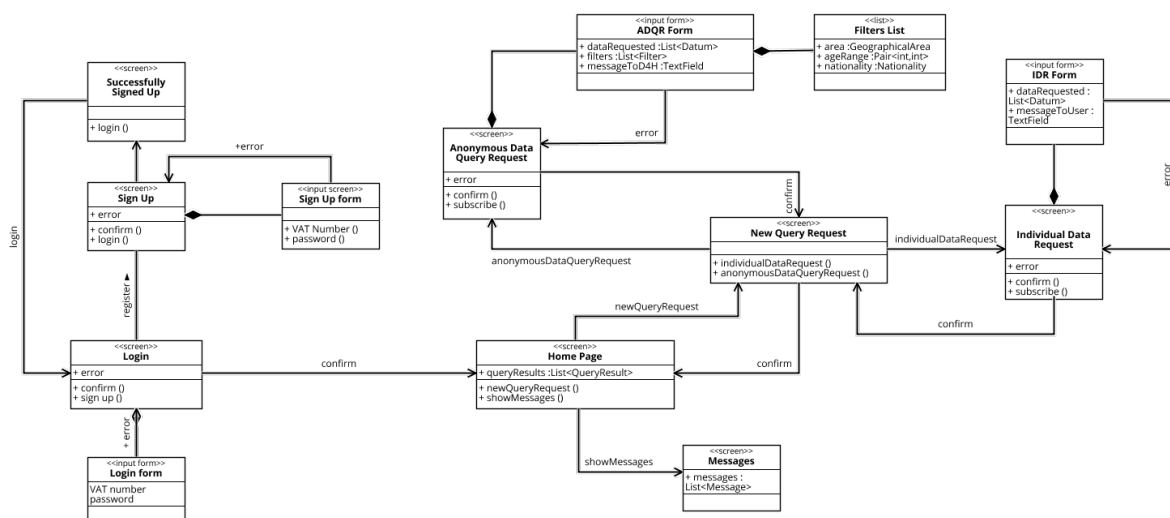 <<input form>>
ADQR Form
+ dataRequested :List<Datum>
+ filters :List<Filter>
+ messageToD4H :TextField
<<list>>
Filters List
+ area :GeographicalArea
+ ageRange :Pair<int,int>
+ nationality :Nationality
<<input form>>
IDR Form
+ dataRequested :
List<Datum>
+ messageToUser :
TextField
<<screen>>
Successfully
Signed Up
+ login ()
error
<<screen>>
Anonymous Data
Query Request
+ error
+ confirm ()
+ subscribe ()
+error
<<screen>>
Sign Up
+ error
+ confirm ()
+ login ()
<<input screen>>
Sign Up form
+ VAT Number ()
+ password ()
confirm
error
<<screen>>
New Query Request
+ individualDataRequest ()
+ anonymousDataQueryRequest ()
individualDataRequest
<<screen>>
Individual Data
Request
+ error
+ confirm ()
+ subscribe ()
login
anonymousDataQueryRequest
register
newQueryRequest
confirm
<<screen>>
Login
+ error
+ confirm ()
+ sign up ()
confirm
<<screen>>
Home Page
+ queryResults :List<QueryResult>
+ newQueryRequest ()
+ showMessages ()
confirm
+ error
<<input form>>
Login form
VAT number
password
showMessages
<<screen>>
Messages
+ messages :
List<Message>